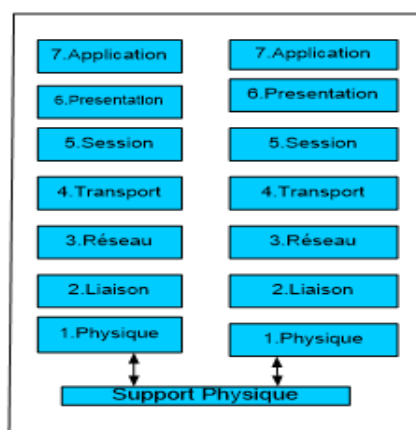 7.Application
6.Presentation
5.Session
4.Transport
3.Réseau
2.Liaison
1.Physique
7.Application
6.Presentation
5.Session
4.Transport
3.Réseau
2.Liaison
1.Physique
Support Physique